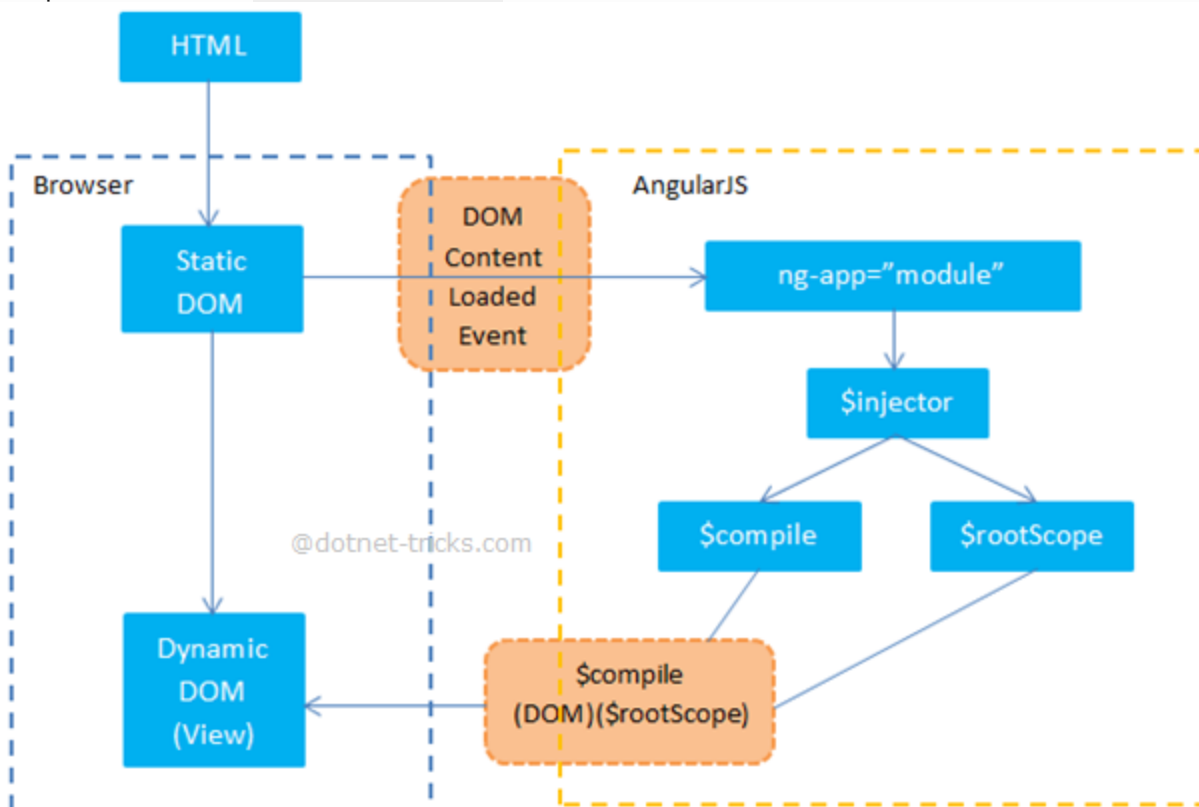 HTML
Browser
AngularJS
Static
DOM
DOM
Content
Loaded
Event
ng-app=”module”
$injector
$compile
$rootScope
@dotnet-tricks.com
Dynamic
DOM
(View)
$compile
(DOM)($rootScope)